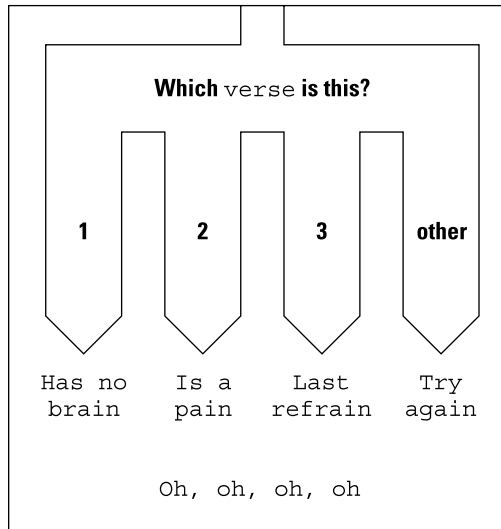 Which verse is this?
1 2 3 other
Has no Is a Last Try
brain pain refrain again
Oh, oh, oh, oh